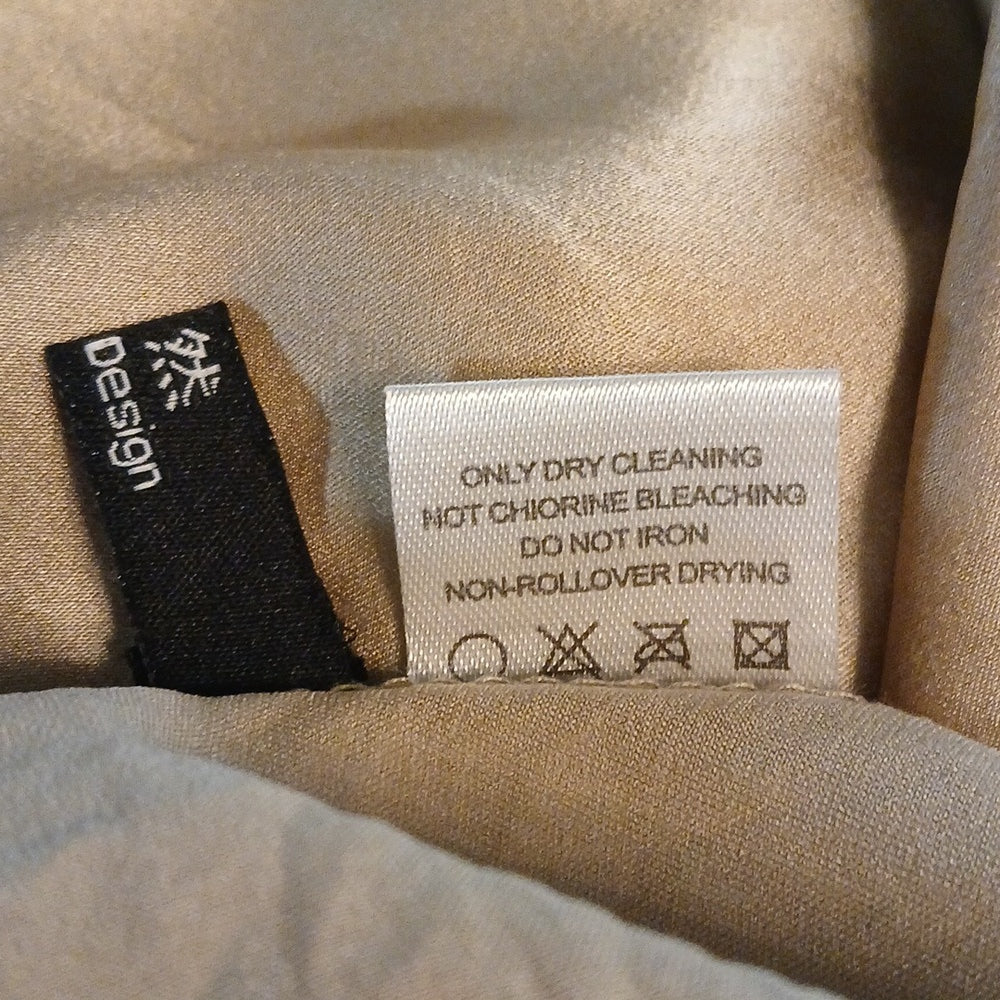 然
Design
ONLY DRY CLEANING
NOT CHIORINE BLEACHING
DO NOT IRON
NON-ROLLOVER DRYING